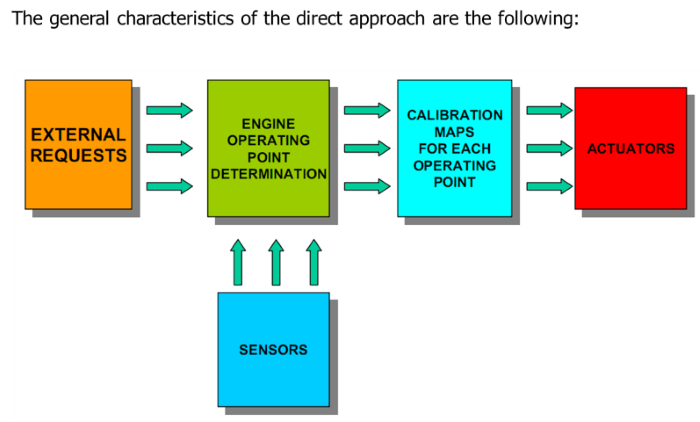 The general characteristics of the direct approach are the following:
EXTERNAL
REQUESTS
ENGINE
OPERATING
POINT
DETERMINATION
CALIBRATION
MAPS
FOR EACH
OPERATING
POINT
ACTUATORS
SENSORS